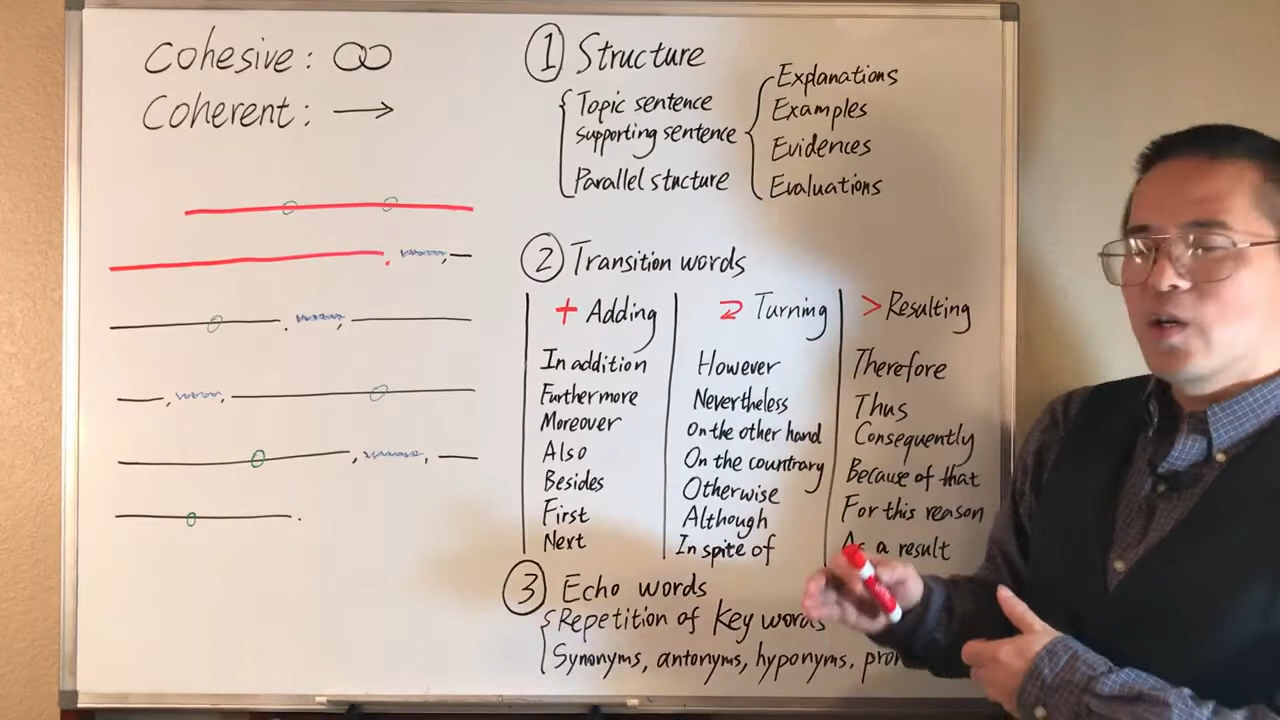 Cohesive :
Coherent : →
① Structure
Topic sentence
Supporting sentence
Parallel stucture
Explanations
Examples
Evidences
Evaluations
② Transition words
+ Adding
In addition
Furthermore
Moreover
Also
Besides
First
Next
Turning
However
Nevertheless
On the other hand
On the countrary
Otherwise
Although
In spite of
> Resulting
Therefore
Thus
Consequently
Because of that
For this reason
As a result
③ Echo words
Repetition of key words
Synonyms, antonyms, hyponyms,